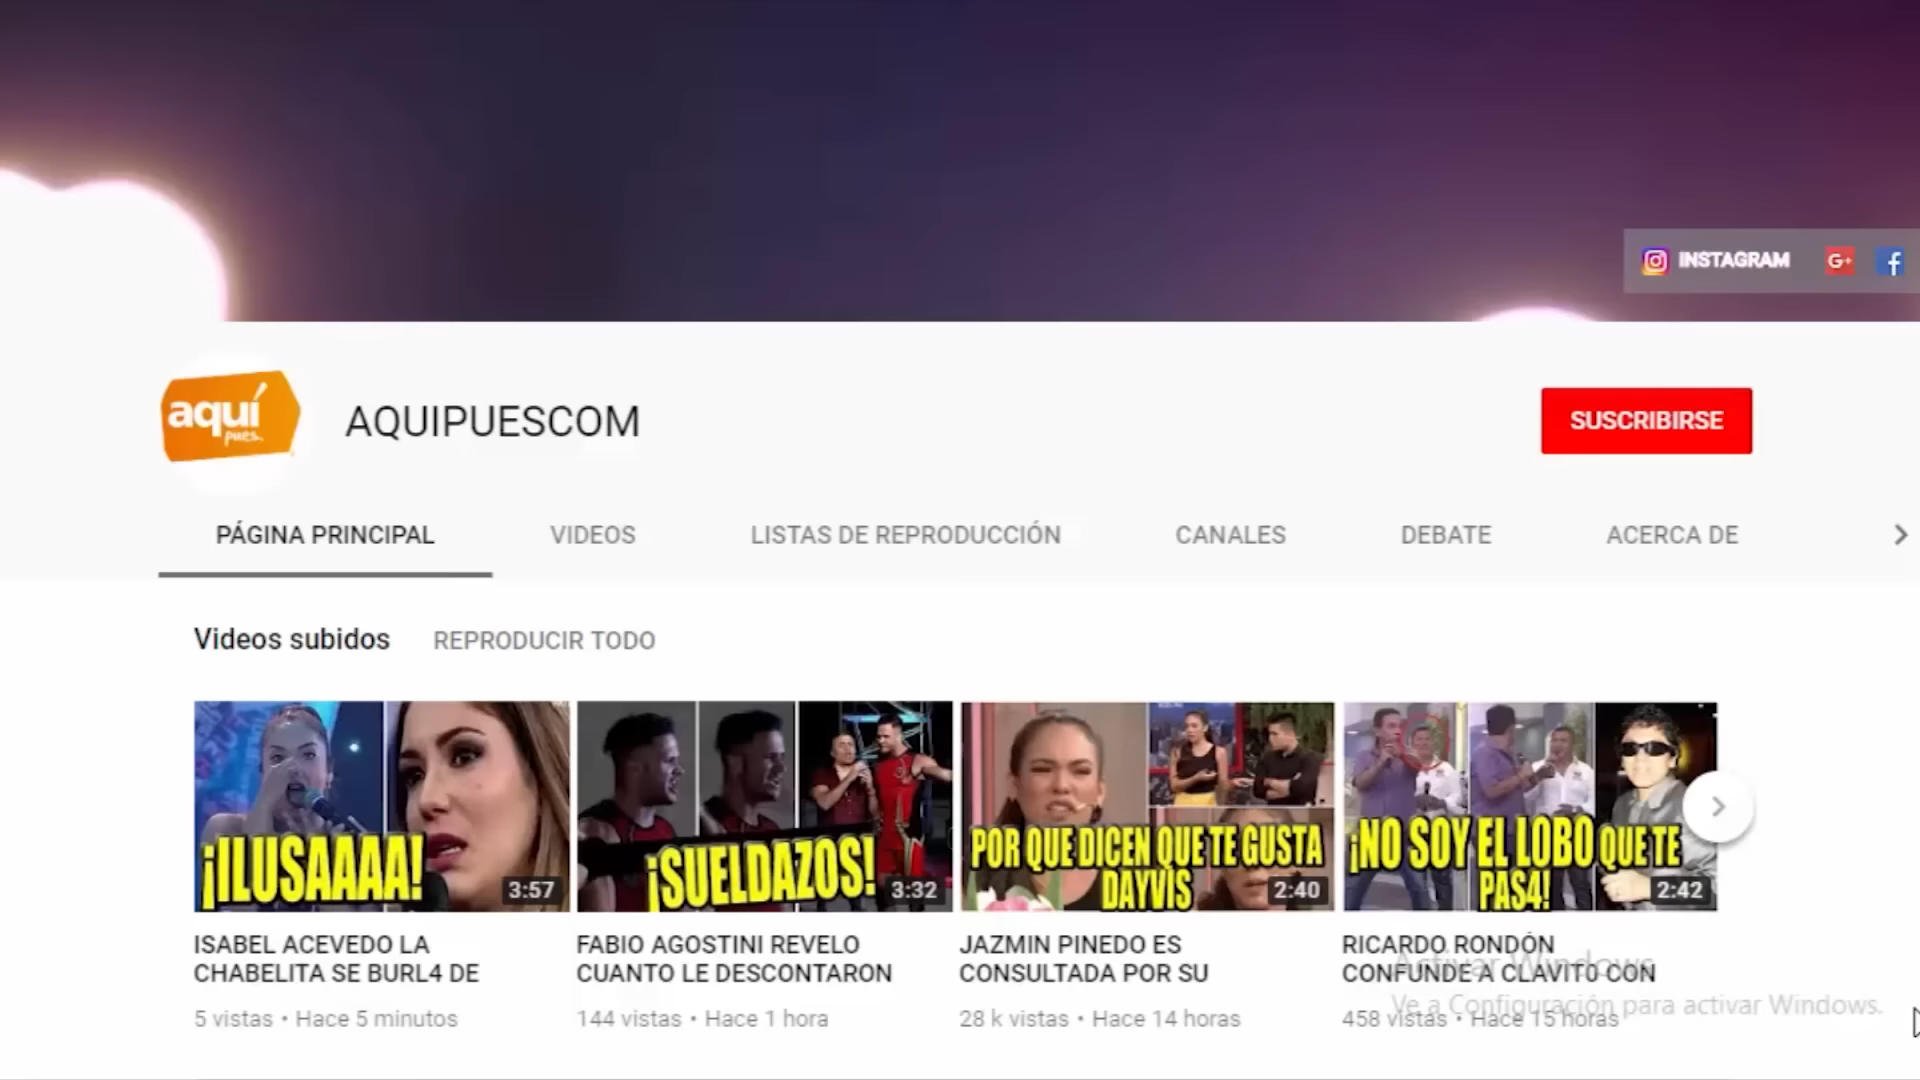 INSTAGRAM
G+
f
aquí
pues.
AQUIPUESCOM
SUSCRIBIRSE
PÁGINA PRINCIPAL
VIDEOS
LISTAS DE REPRODUCCIÓN
CANALES
DEBATE
ACERCA DE
Videos subidos
REPRODUCIR TODO
¡ILUSAAAA!
3:57
¡SUELDAZOS!
3:32
POR QUE DICEN QUE TE GUSTA
DAYVIS
2:40
¡NO SOY EL LOBO QUE TE
PAS4!
2:42
ISABEL ACEVEDO LA
CHABELITA SE BURL4 DE
5 vistas • Hace 5 minutos
FABIO AGOSTINI REVELO
CUANTO LE DESCONTARON
144 vistas • Hace 1 hora
JAZMIN PINEDO ES
CONSULTADA POR SU
28 k vistas • Hace 14 horas
RICARDO RONDÓN
CONFUNDE A CLAVIT0 CON
458 vistas • Hace 15 horas
Activar Windows
Ve a Configuración para activar Windows.